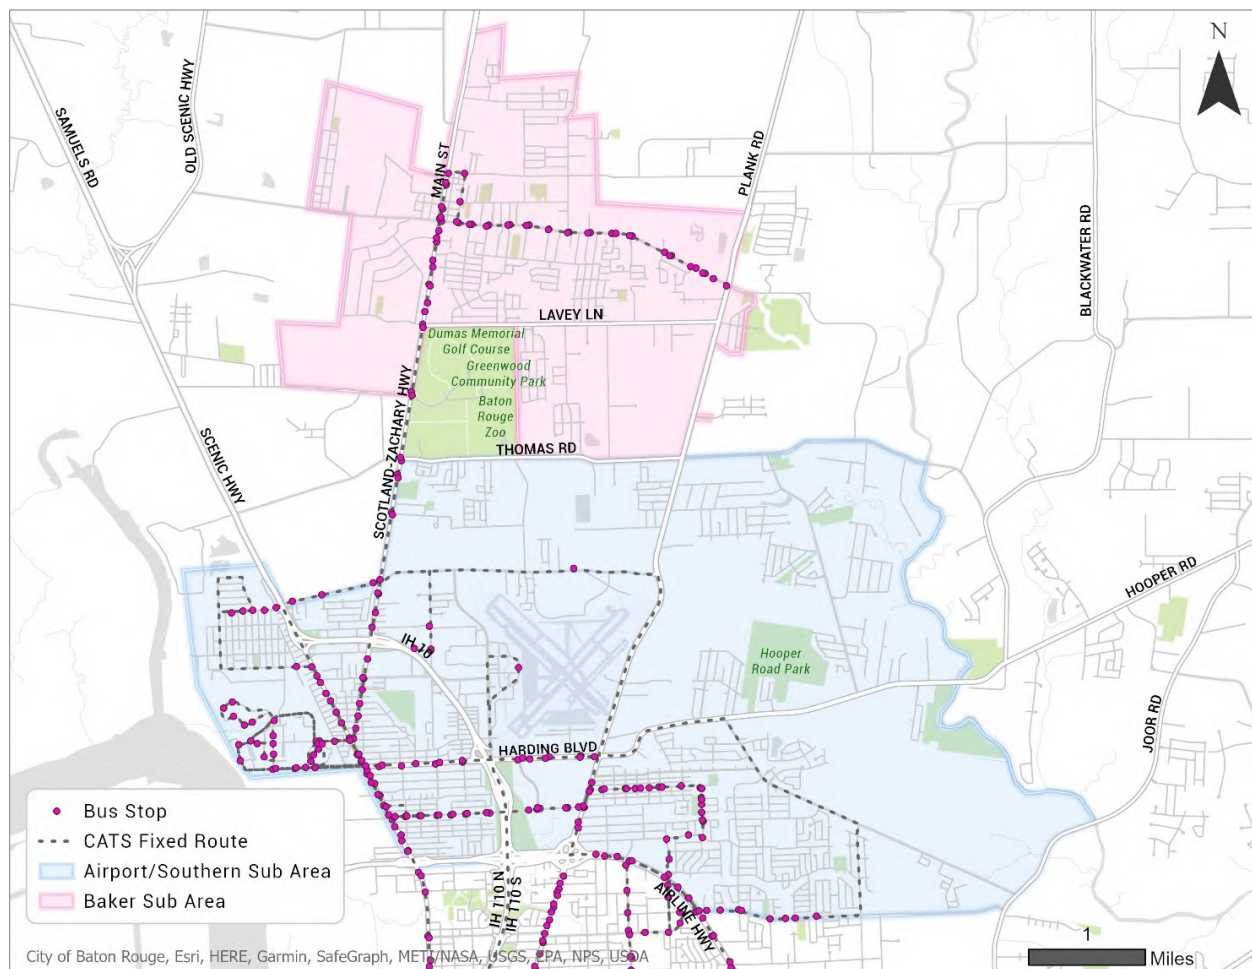 N
SAMUELS RD
OLD SCENIC HWY
MAIN ST
PLANK RD
BLACKWATER RD
LAVEY LN
Dumas Memorial
Golf Course
Greenwood
Community Park
Baton
Rouge
Zoo
THOMAS RD
SCENIC HWY
SCOTLAND-ZACHARY HWY
HOOPER RD
IH 10
Hooper
Road Park
JOOR RD
HARDING BLVD
IH 110 N
IH 110 S
AIRLINE HWY
Bus Stop
CATS Fixed Route
Airport/Southern Sub Area
Baker Sub Area
1
Miles
City of Baton Rouge, Esri, HERE, Garmin, SafeGraph, METI/NASA, USGS, EPA, NPS, USDA